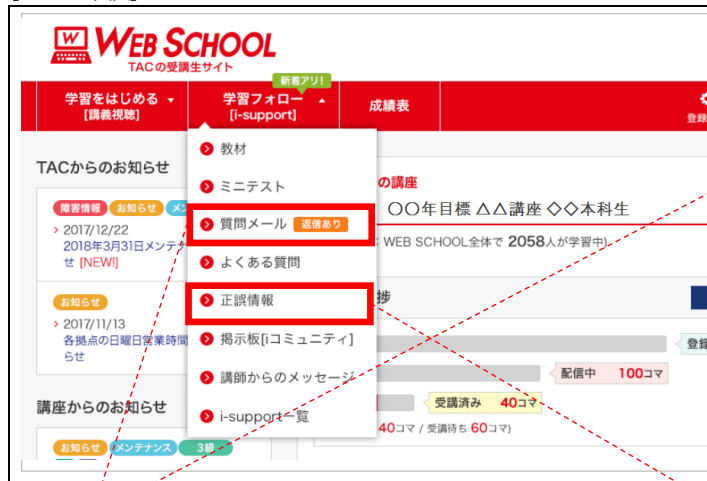 WEB SCHOOL
TACの受講生サイト
新着アリ!
学習をはじめる
[講義視聴]
学習フォロー
[i-support]
成績表
TACからのお知らせ
障害情報 お知らせ
2017/12/22
2018年3月31日メンテ
せ [NEW!]
お知らせ
2017/11/13
各拠点の日曜日営業時間
らせ
講座からのお知らせ
お知らせ メンテナンス 3級
教材
ミニテスト
質問メール 返信あり
よくある質問
正誤情報
掲示板[iコミュニティ]
講師からのメッセージ
i-support一覧
の講座
〇〇年目標 △△講座 ◇◇本科生
WEB SCHOOL全体で 2058人が学習中)
捗
登録
配信中 100コマ
受講済み 40コマ
40コマ / 受講待ち 60コマ)